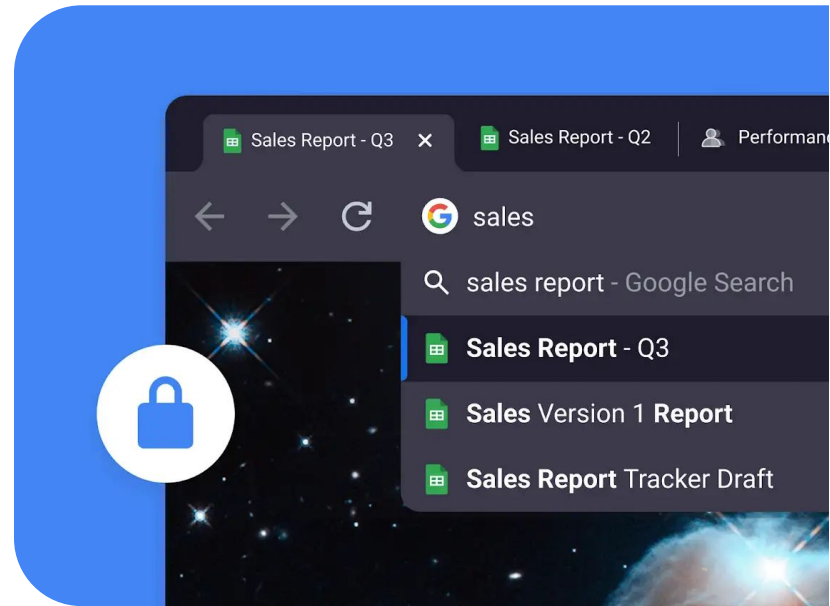 Sales Report - Q3
Sales Report - Q2
sales
sales report - Google Search
Sales Report - Q3
Sales Version 1 Report
Sales Report Tracker Draft